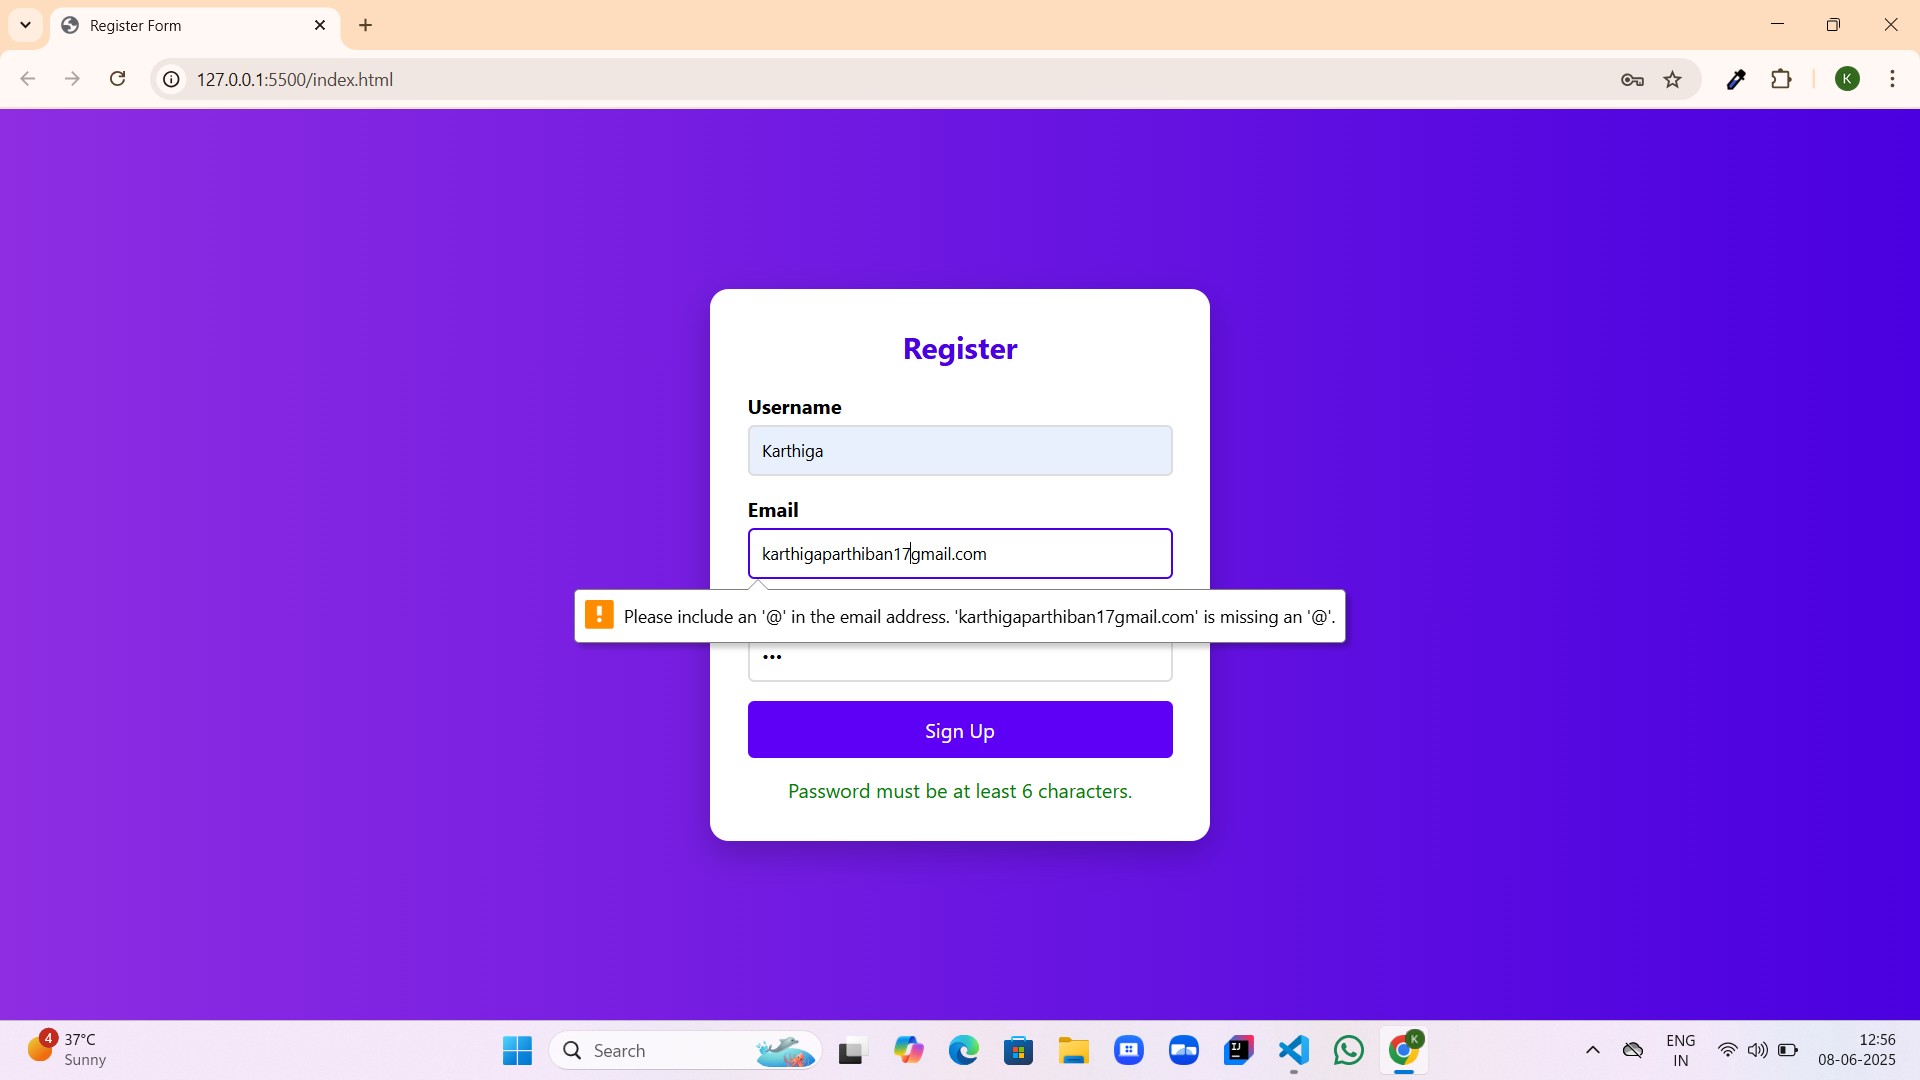 Register Form
127.0.0.1:5500/index.html
K
Register
Username
Karthiga
Email
karthigaparthiban17gmail.com
! Please include an '@' in the email address. 'karthigaparthiban17gmail.com' is missing an '@'.
•••
Sign Up
Password must be at least 6 characters.
4
37°C
Sunny
Search
IJ
K
ENG
IN
12:56
08-06-2025